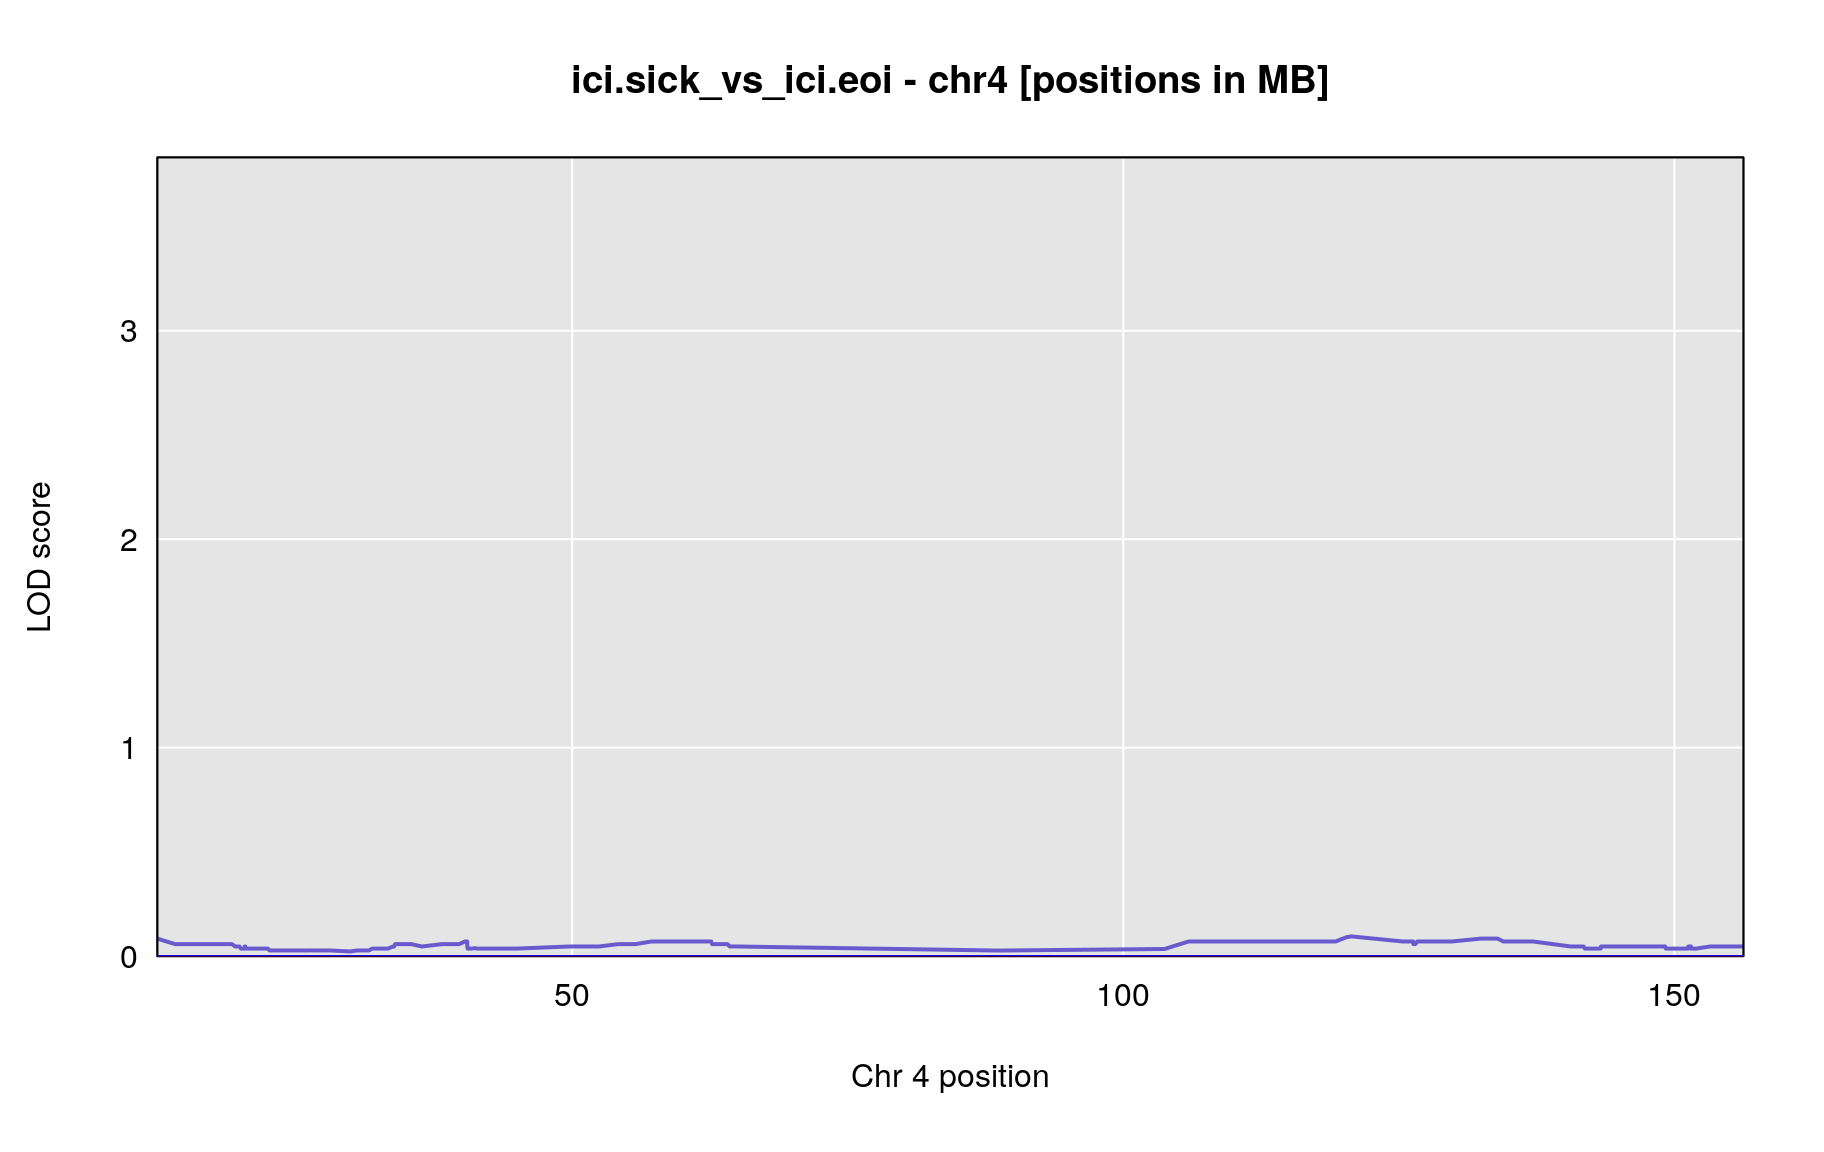 ici.sick_vs_ici.eoi - chr4 [positions in MB]
LOD score
3
2
1
0
50 100 150
Chr 4 position